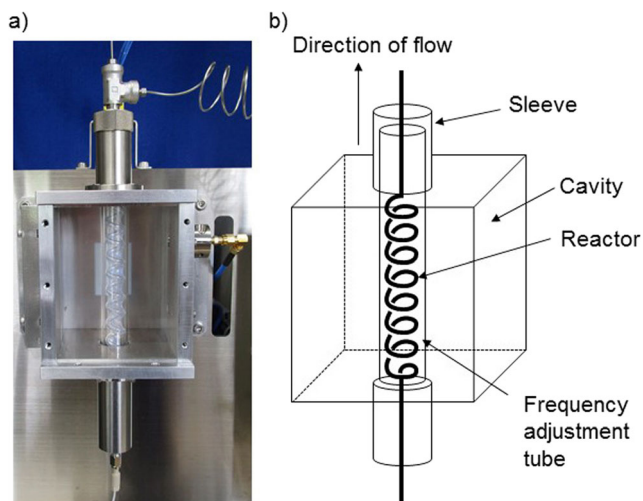 a)
b)
Direction of flow
Sleeve
Cavity
Reactor
Frequency
adjustment
tube